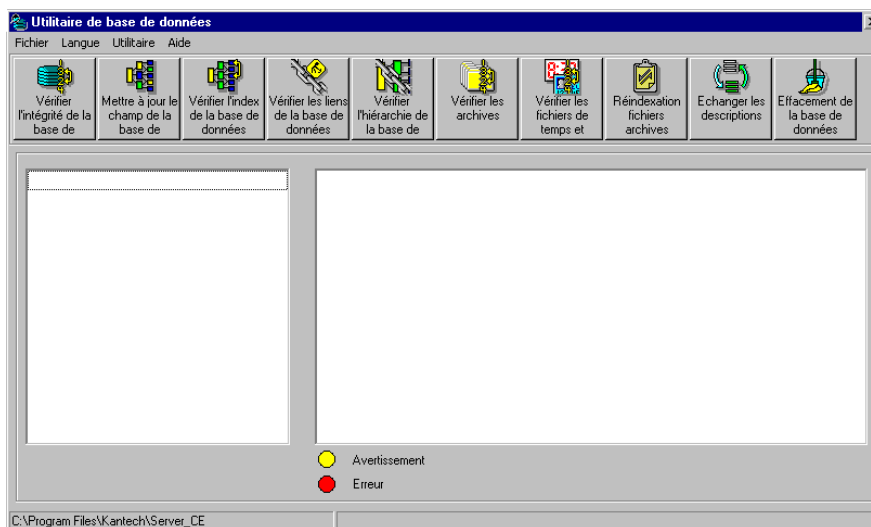 Utilitaire de base de données
Fichier Langue Utilitaire Aide
Vérifier
l'intégrité de la
base de
Mettre à jour le
champ de la
base de
Vérifier l'index
de la base de
données
Vérifier les liens
de la base de
données
Vérifier
l'hiérarchie de
la base de
Vérifier les
archives
Vérifier les
fichiers de
temps et
Réindexation
fichiers
archives
Echanger les
descriptions
Effacement de
la base de
données
Avertissement
Erreur
C:\Program Files\Kantech\Server_CE